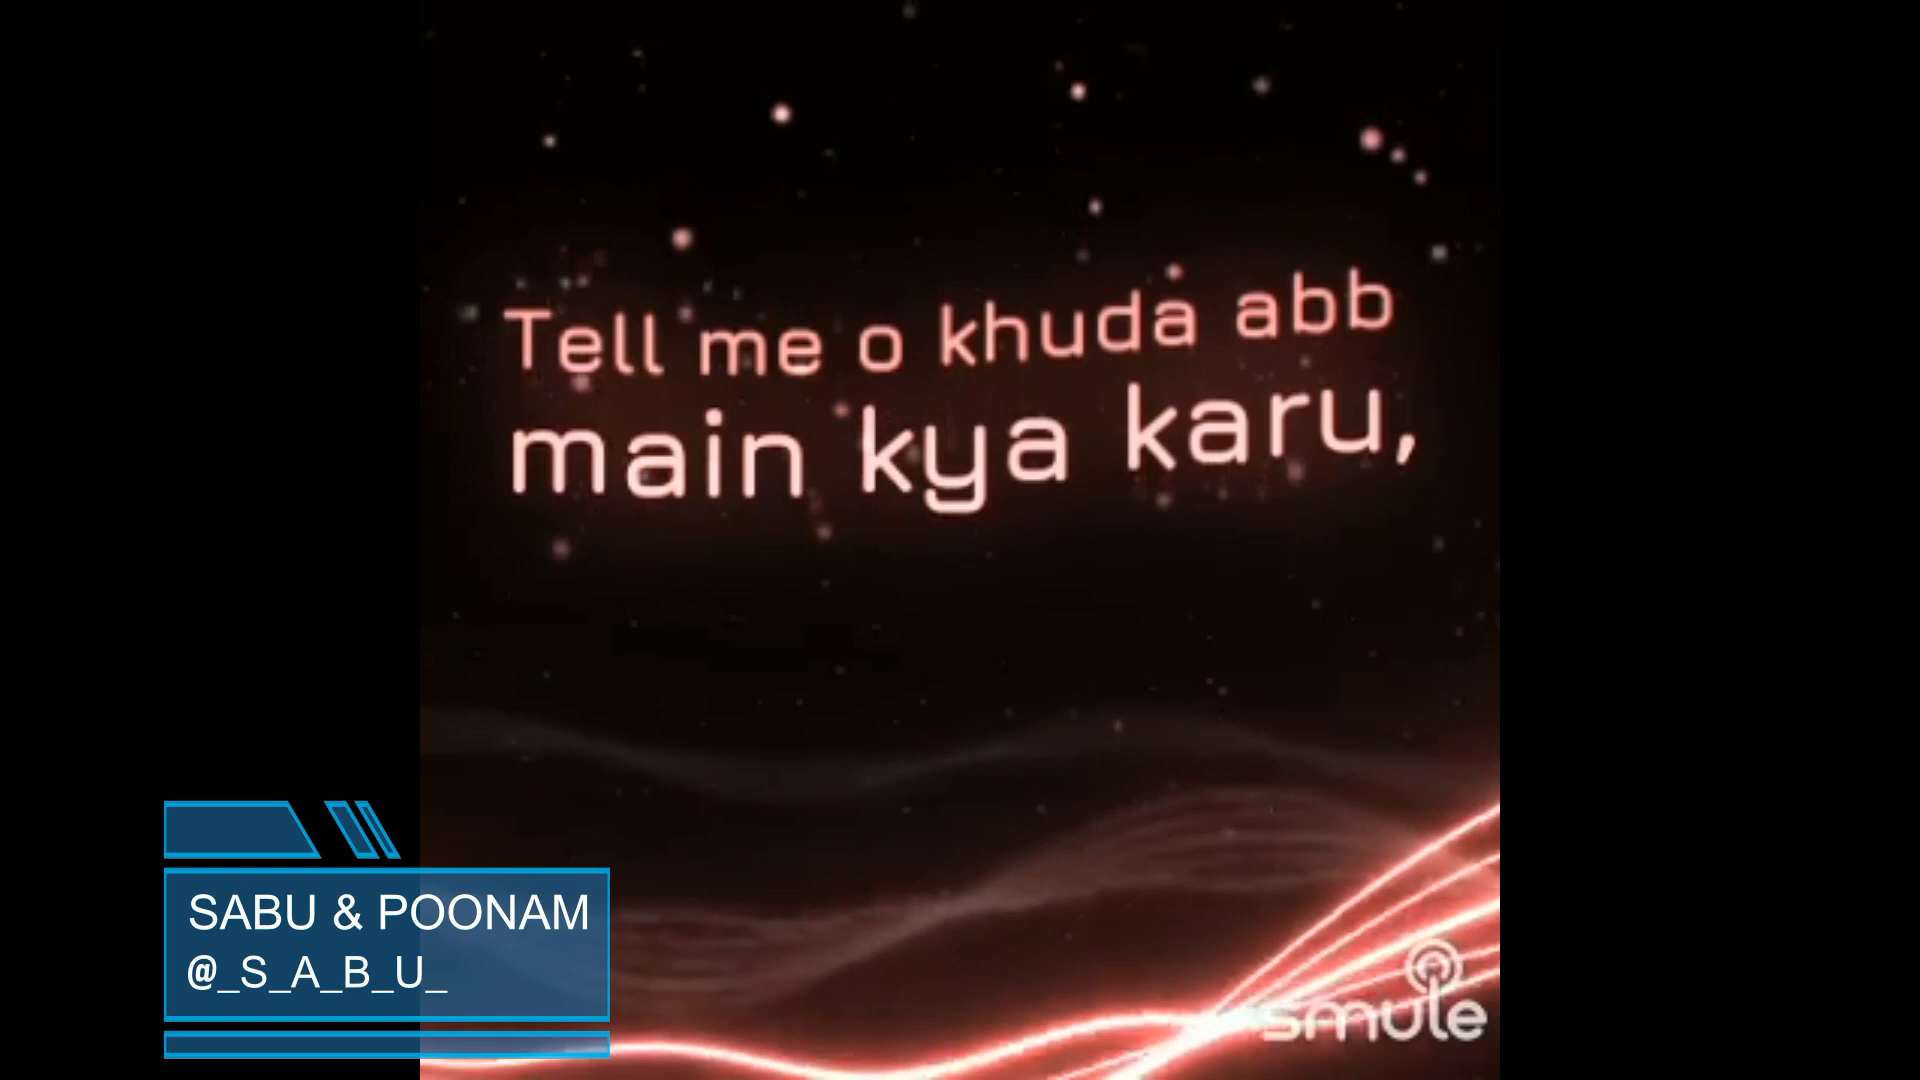 Tell me o khuda abb
main kya karu,
SABU & POONAM
@_S_A_B_U_
smule